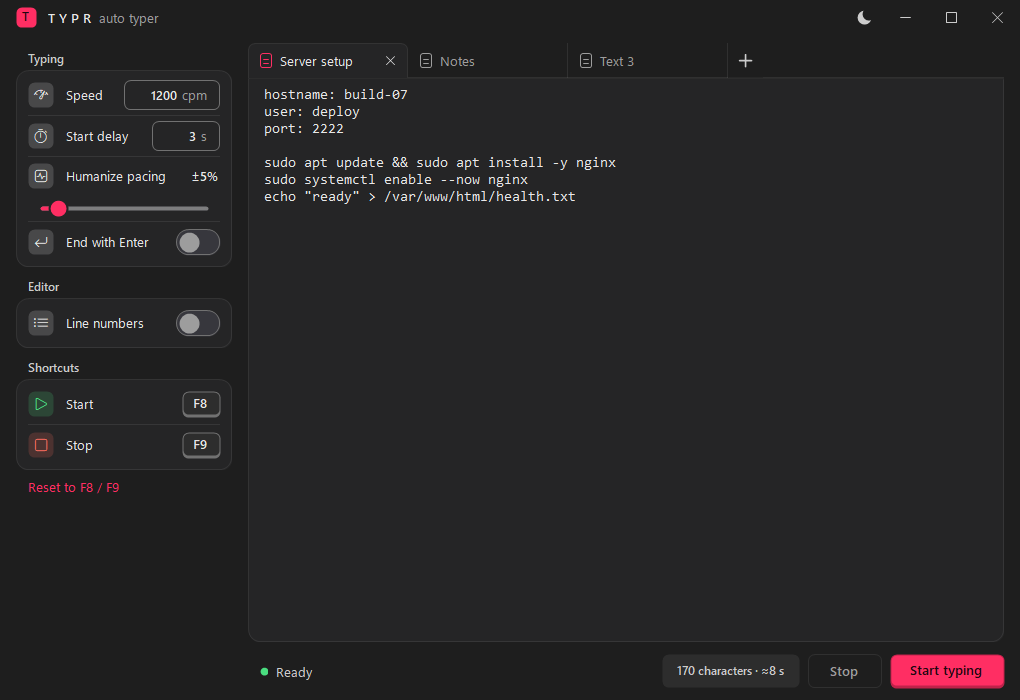 T TYPR auto typer
Typing
Speed 1200 cpm
Start delay 3 s
Humanize pacing ±5%
End with Enter
Editor
Line numbers
Shortcuts
Start F8
Stop F9
Reset to F8 / F9
Server setup Notes Text 3
hostname: build-07
user: deploy
port: 2222
sudo apt update && sudo apt install -y nginx
sudo systemctl enable --now nginx
echo "ready" > /var/www/html/health.txt
Ready 170 characters · ≈8 s Stop Start typing